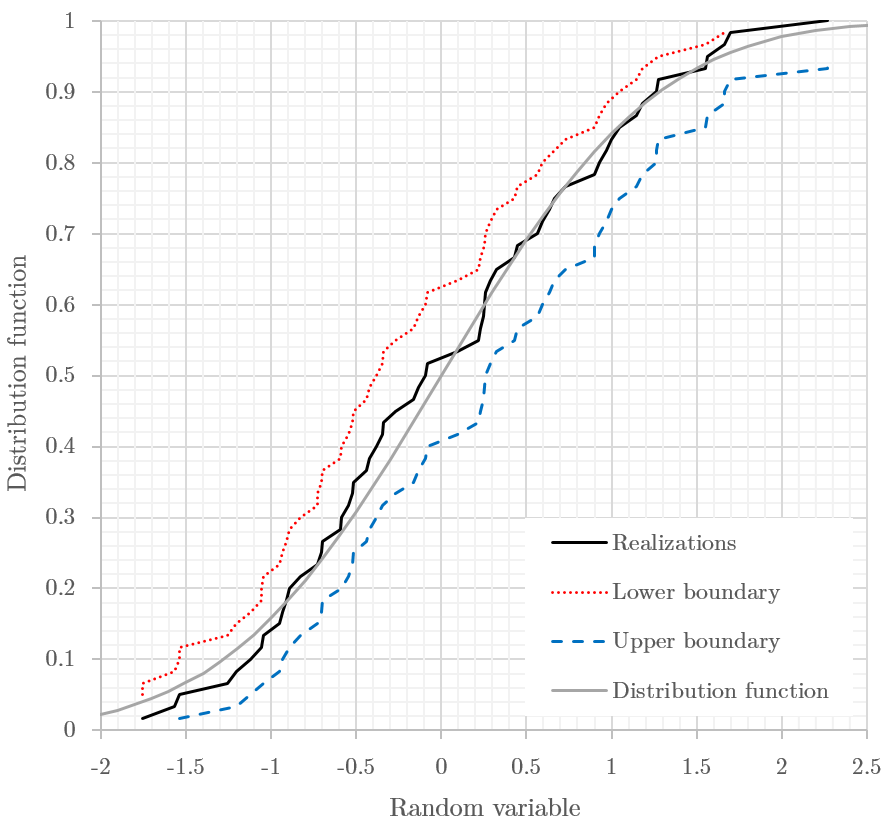 1
0.9
0.8
0.7
0.6
0.5
0.4
0.3
0.2
0.1
0
Distribution function
Realizations
Lower boundary
Upper boundary
Distribution function
-2 -1.5 -1 -0.5 0 0.5 1 1.5 2 2.5
Random variable